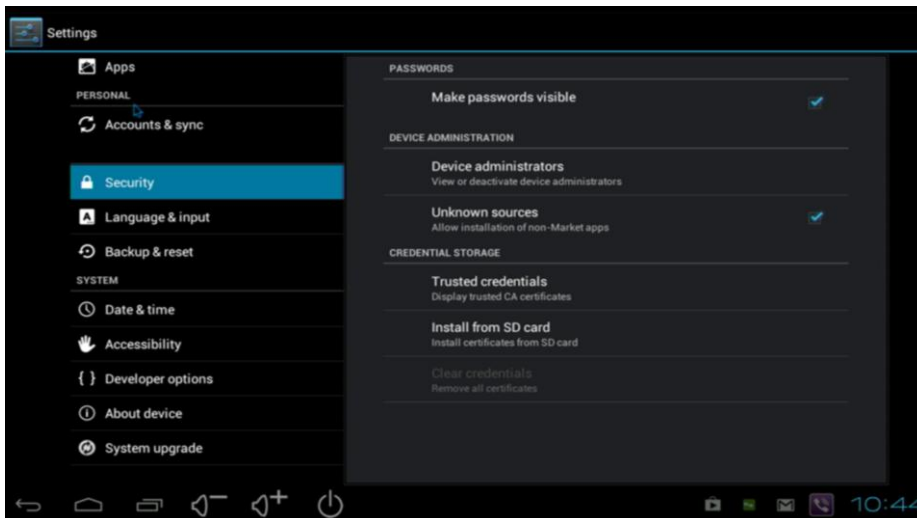 Settings
Apps
PERSONAL
Accounts & sync
Security
Language & input
Backup & reset
SYSTEM
Date & time
Accessibility
{ } Developer options
About device
System upgrade
PASSWORDS
Make passwords visible
DEVICE ADMINISTRATION
Device administrators
View or deactivate device administrators
Unknown sources
Allow installation of non-Market apps
CREDENTIAL STORAGE
Trusted credentials
Display trusted CA certificates
Install from SD card
Install certificates from SD card
Clear credentials
Remove all certificates
10:44